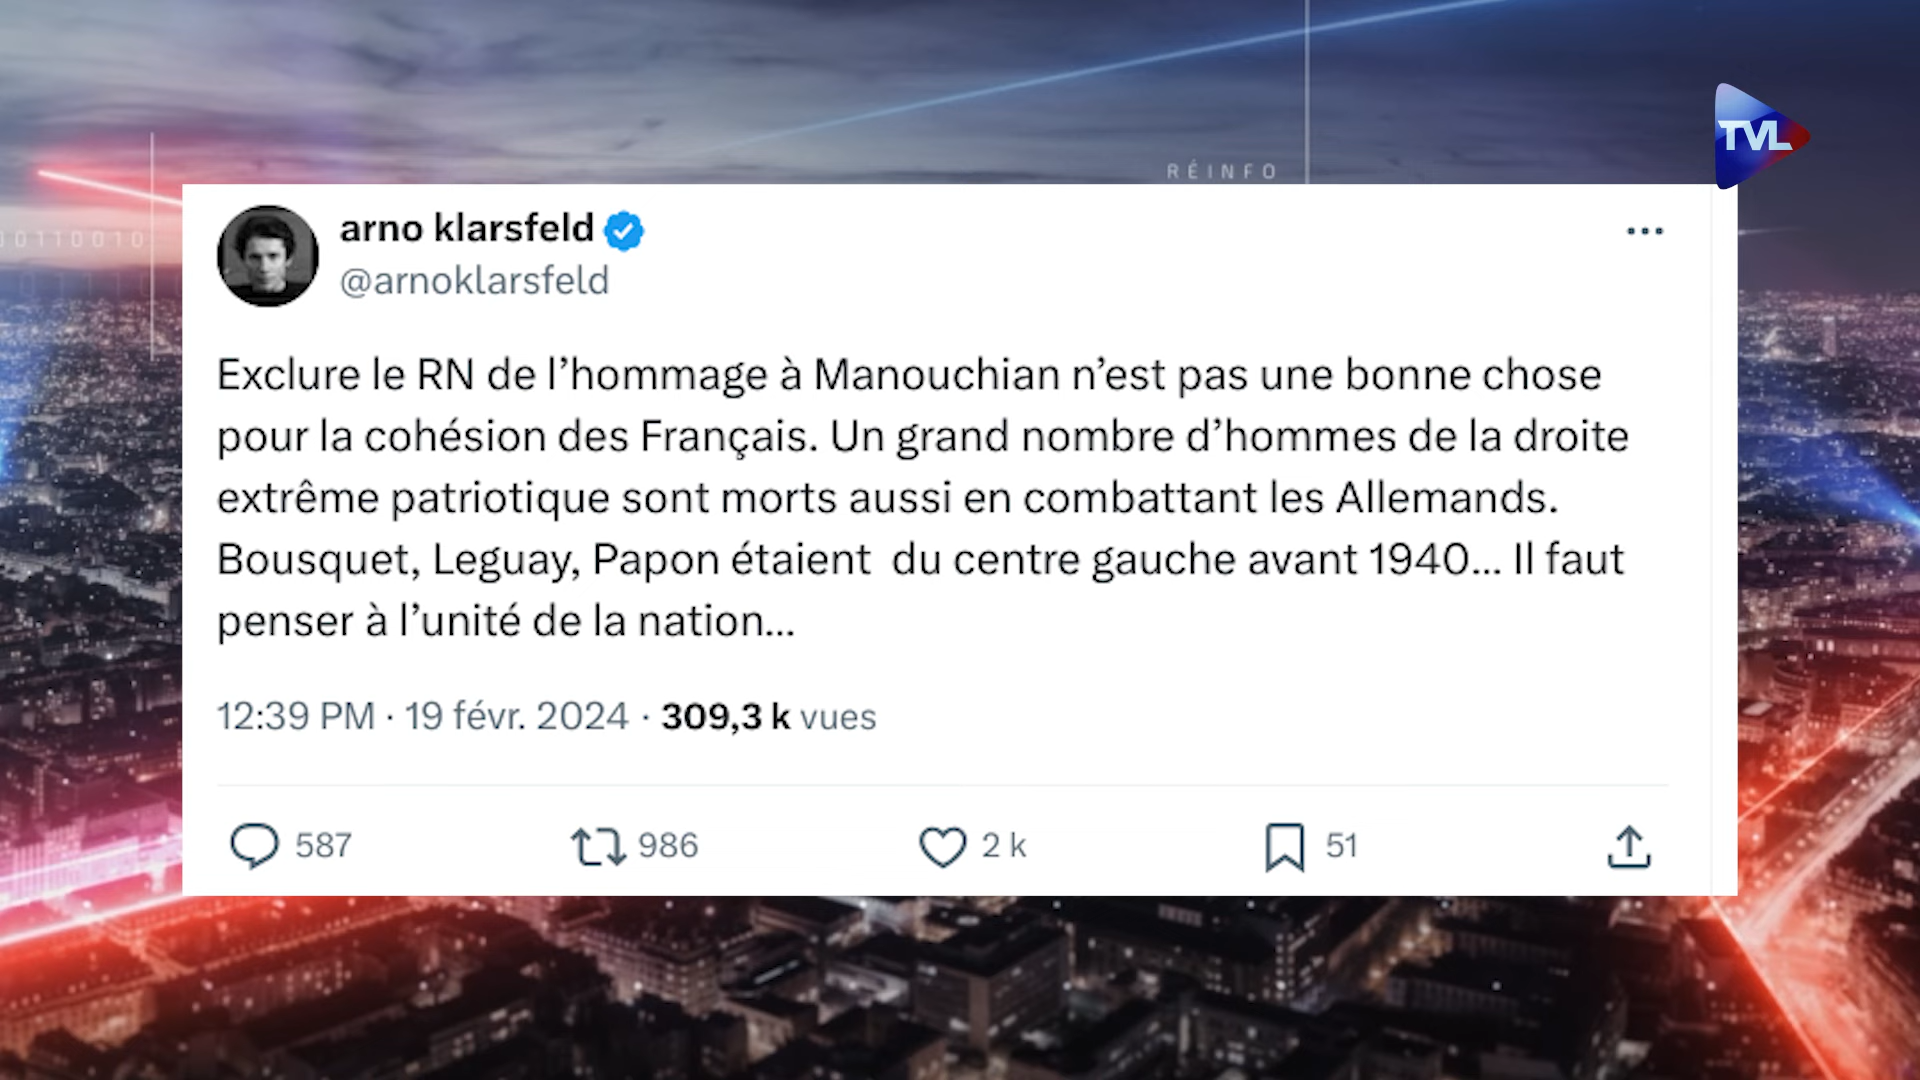 TVL
RÉINFO
00110010
arno klarsfeld
@arnoklarsfeld
Exclure le RN de l’hommage à Manouchian n’est pas une bonne chose
pour la cohésion des Français. Un grand nombre d’hommes de la droite
extrême patriotique sont morts aussi en combattant les Allemands.
Bousquet, Leguay, Papon étaient  du centre gauche avant 1940... Il faut
penser à l’unité de la nation...
12:39 PM · 19 févr. 2024 · 309,3 k vues
587 986 2 k 51